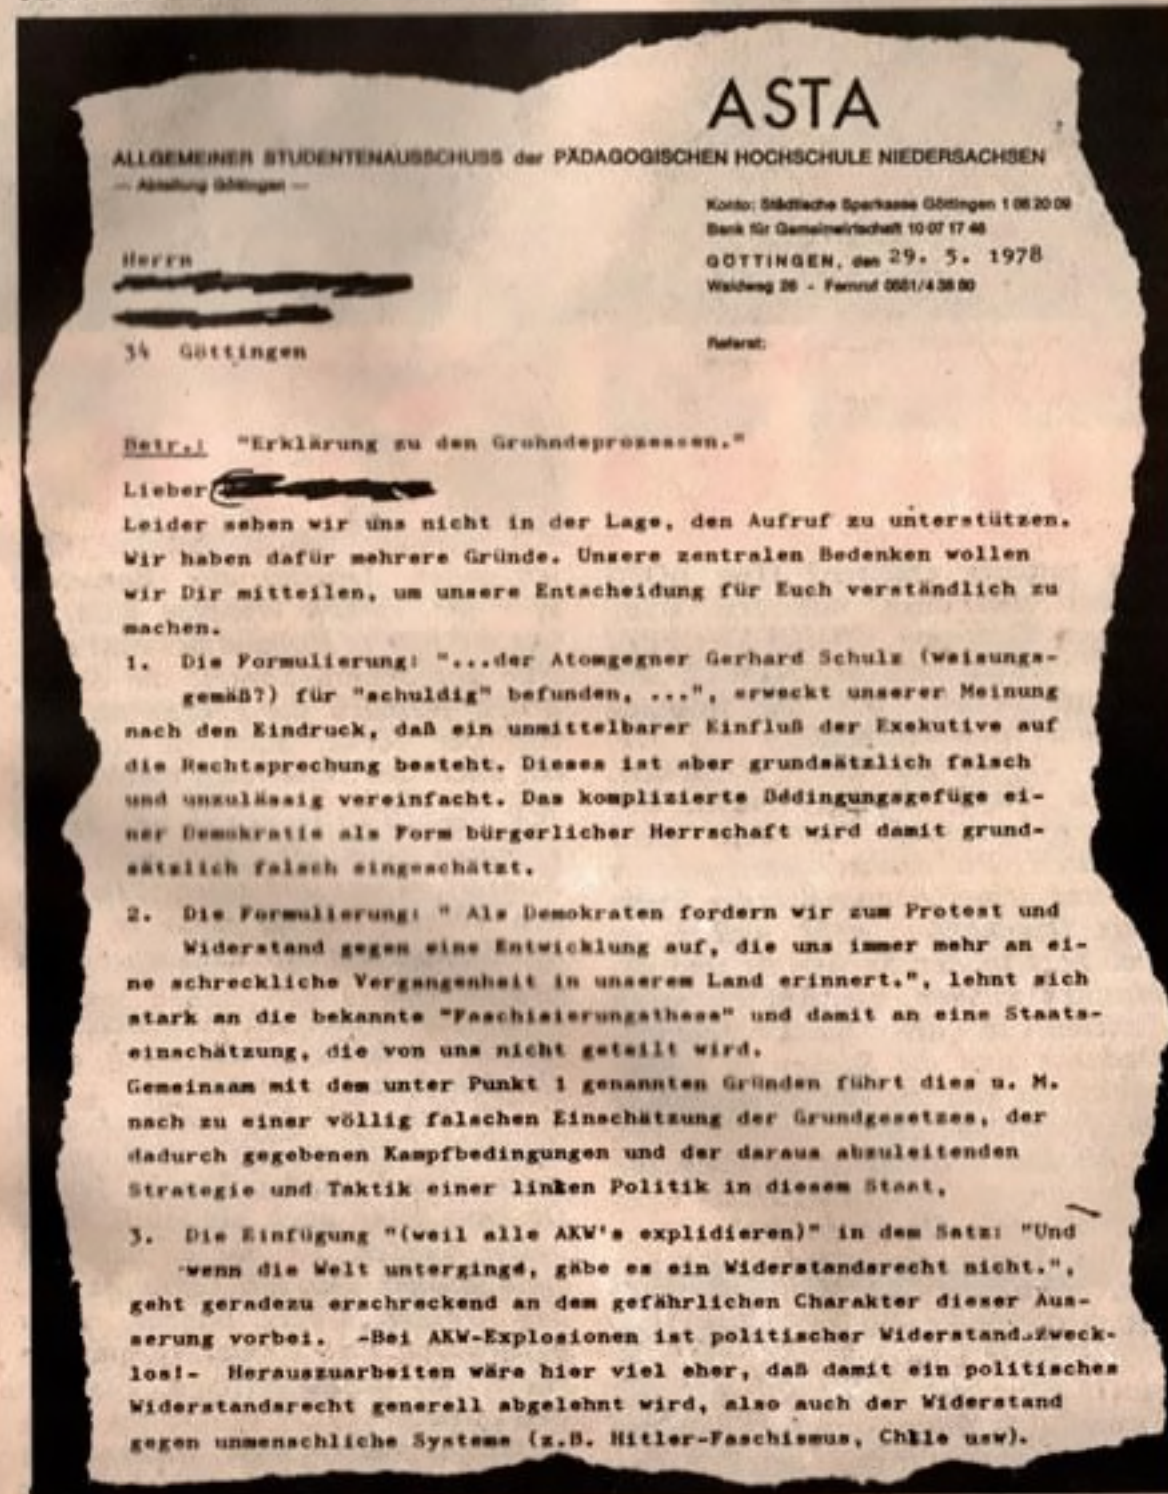 ASTA
ALLGEMEINER STUDENTENAUSSCHUSS der PÄDAGOGISCHEN HOCHSCHULE NIEDERSACHSEN
— Abteilung Göttingen —
Konto: Städtische Sparkasse Göttingen 1 06 20 09
Bank für Gemeinwirtschaft 10 07 17 46
GÖTTINGEN, den 29. 5. 1978
Waldweg 26 - Fernruf
Referat:
Herrn
34 Göttingen
Betr.: "Erklärung zu den Grohndeprozessen."
Lieber
Leider sehen wir uns nicht in der Lage, den Aufruf zu unterstützen.
Wir haben dafür mehrere Gründe. Unsere zentralen Bedenken wollen
wir Dir mitteilen, um unsere Entscheidung für Euch verständlich zu
machen.
1. Die Formulierung: "...der Atomgegner Gerhard Schulz (weisungs-
gemäß?) für "schuldig" befunden, ...", erweckt unserer Meinung
nach den Eindruck, daß ein unmittelbarer Einfluß der Exekutive auf
die Rechtsprechung besteht. Dieses ist aber grundsätzlich falsch
und unzulässig vereinfacht. Das komplizierte Bddingungsgefüge ei-
ner Demokratie als Form bürgerlicher Herrschaft wird damit grund-
sätzlich falsch eingeschätzt.
2. Die Formulierung: " Als Demokraten fordern wir zum Protest und
Widerstand gegen eine Entwicklung auf, die uns immer mehr an ei-
ne schreckliche Vergangenheit in unserem Land erinnert.", lehnt sich
stark an die bekannte "Faschisierungsthese" und damit an eine Staats-
einschätzung, die von uns nicht geteilt wird.
Gemeinsam mit dem unter Punkt 1 genannten Gründen führt dies u. M.
nach zu einer völlig falschen Einschätzung der Grundgesetzes, der
dadurch gegebenen Kampfbedingungen und der daraus abzuleitenden
Strategie und Taktik einer linken Politik in diesem Staat.
3. Die Einfügung "(weil alle AKW's explidieren)" in dem Satz: "Und
wenn die Welt unterginge, gäbe es ein Widerstandsrecht nicht.",
geht geradezu erschreckend an dem gefährlichen Charakter dieser Aus-
serung vorbei. -Bei AKW-Explosionen ist politischer Widerstand zweck-
los!- Herauszuarbeiten wäre hier viel eher, daß damit ein politisches
Widerstandsrecht generell abgelehnt wird, also auch der Widerstand
gegen unmenschliche Systeme (z.B. Hitler-Faschismus, Chile usw).